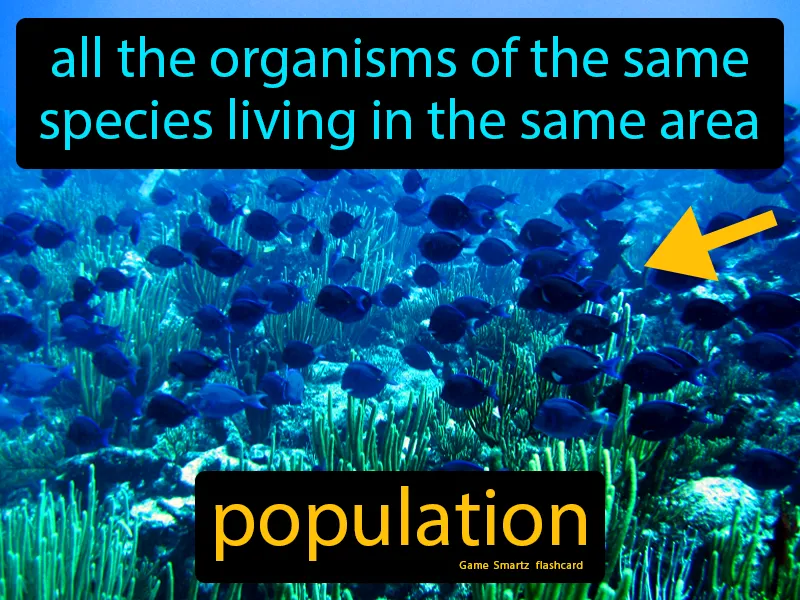 all the organisms of the same
species living in the same area
population
Game Smartz flashcard